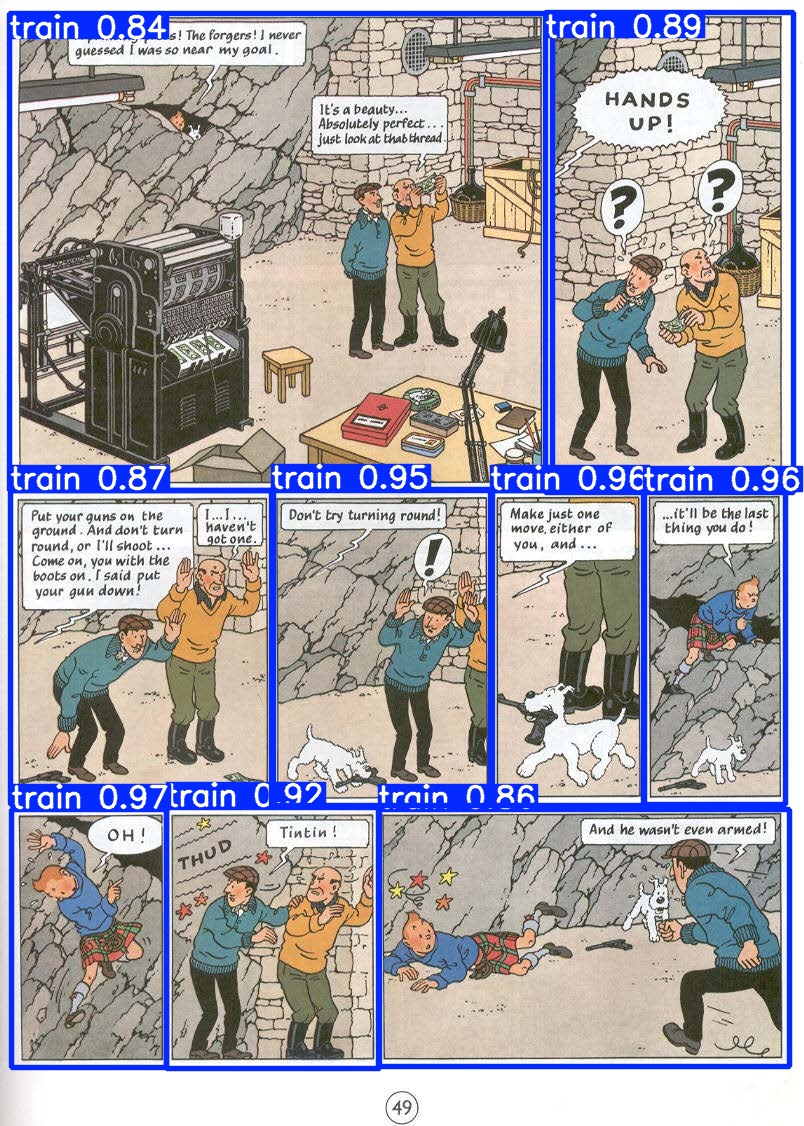 train 0.84
train 0.89
! The forgers! I never
guessed I was so near my goal.
It's a beauty...
Absolutely perfect...
just look at that thread.
HANDS
UP!
?
?
train 0.87
train 0.95
train 0.96
train 0.96
Put your guns on the
ground. And don't turn
round, or I'll shoot...
Come on, you with the
boots on. I said put
your gun down!
I...I...
haven't
got one.
Don't try turning round!
!
Make just one
move, either of
you, and...
...it'll be the last
thing you do!
train 0.97
train 0.92
train 0.86
OH!
THUD
Tintin!
And he wasn't even armed!
49